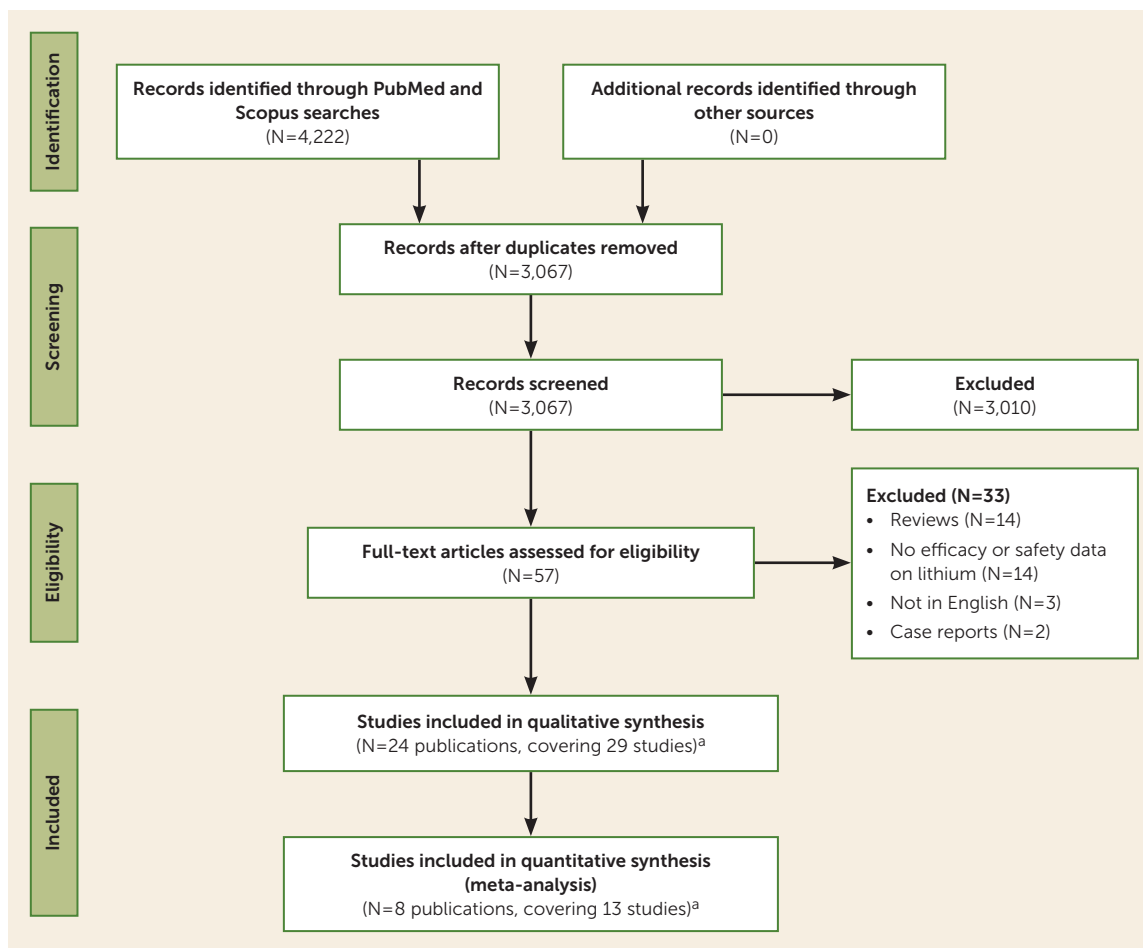 Identification
Records identified through PubMed and
Scopus searches
(N=4,222)
Additional records identified through
other sources
(N=0)
Screening
Records after duplicates removed
(N=3,067)
Records screened
(N=3,067)
Excluded
(N=3,010)
Eligibility
Full-text articles assessed for eligibility
(N=57)
Excluded (N=33)
• Reviews (N=14)
• No efficacy or safety data
on lithium (N=14)
• Not in English (N=3)
• Case reports (N=2)
Included
Studies included in qualitative synthesis
(N=24 publications, covering 29 studies)a
Studies included in quantitative synthesis
(meta-analysis)
(N=8 publications, covering 13 studies)a